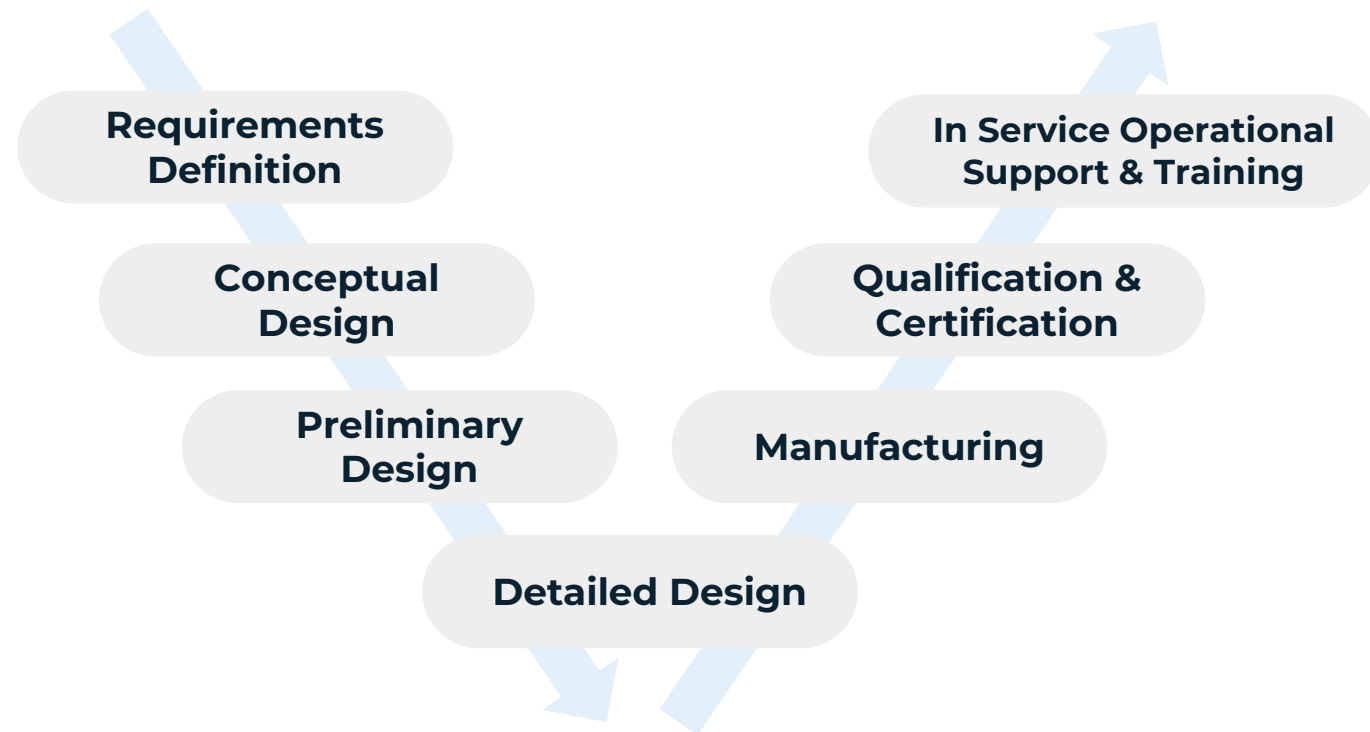 Requirements
Definition
Conceptual
Design
Preliminary
Design
Detailed Design
Manufacturing
Qualification &
Certification
In Service Operational
Support & Training